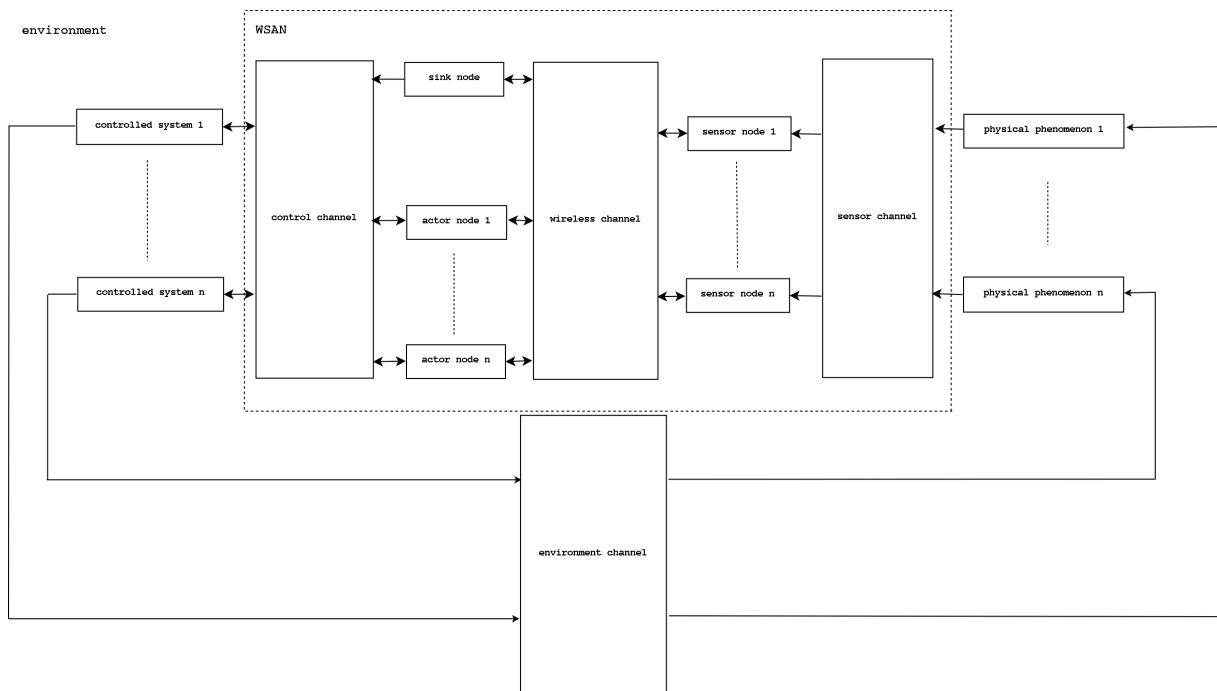 environment
WSAN
sink node
controlled system 1
sensor node 1
physical phenomenon 1
control channel
actor node 1
wireless channel
sensor channel
controlled system n
sensor node n
physical phenomenon n
actor node n
environment channel